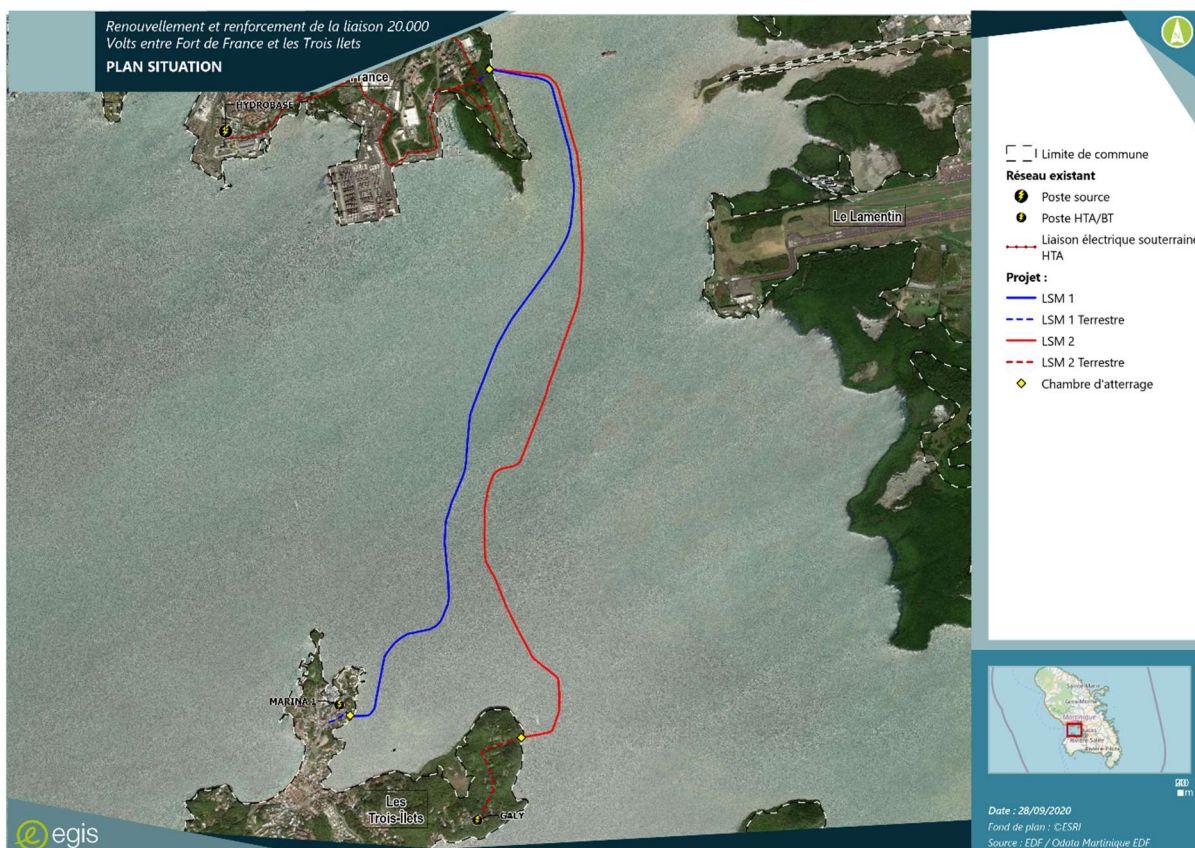 Renouvellement et renforcement de la liaison 20.000
Volts entre Fort de France et les Trois Ilets
PLAN SITUATION
France
HYDROBASE
Le Lamentin
MARINA 1
Les
Trois-Îlets
GALY
Limite de commune
Réseau existant
Poste source
Poste HTA/BT
Liaison électrique souterraine
HTA
Projet :
LSM 1
LSM 1 Terrestre
LSM 2
LSM 2 Terrestre
Chambre d'atterrage
Martinique
m
Date : 28/09/2020
Fond de plan : ©ESRI
Source : EDF / Odata Martinique EDF
egis